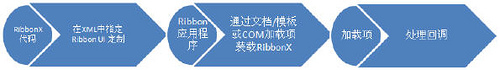 RibbonX
代码
在XML中指定
Ribbon UI 定制
Ribbon
应用程
序
通过文档/模板
或COM加载项
装载RibbonX
加载项
处理回调